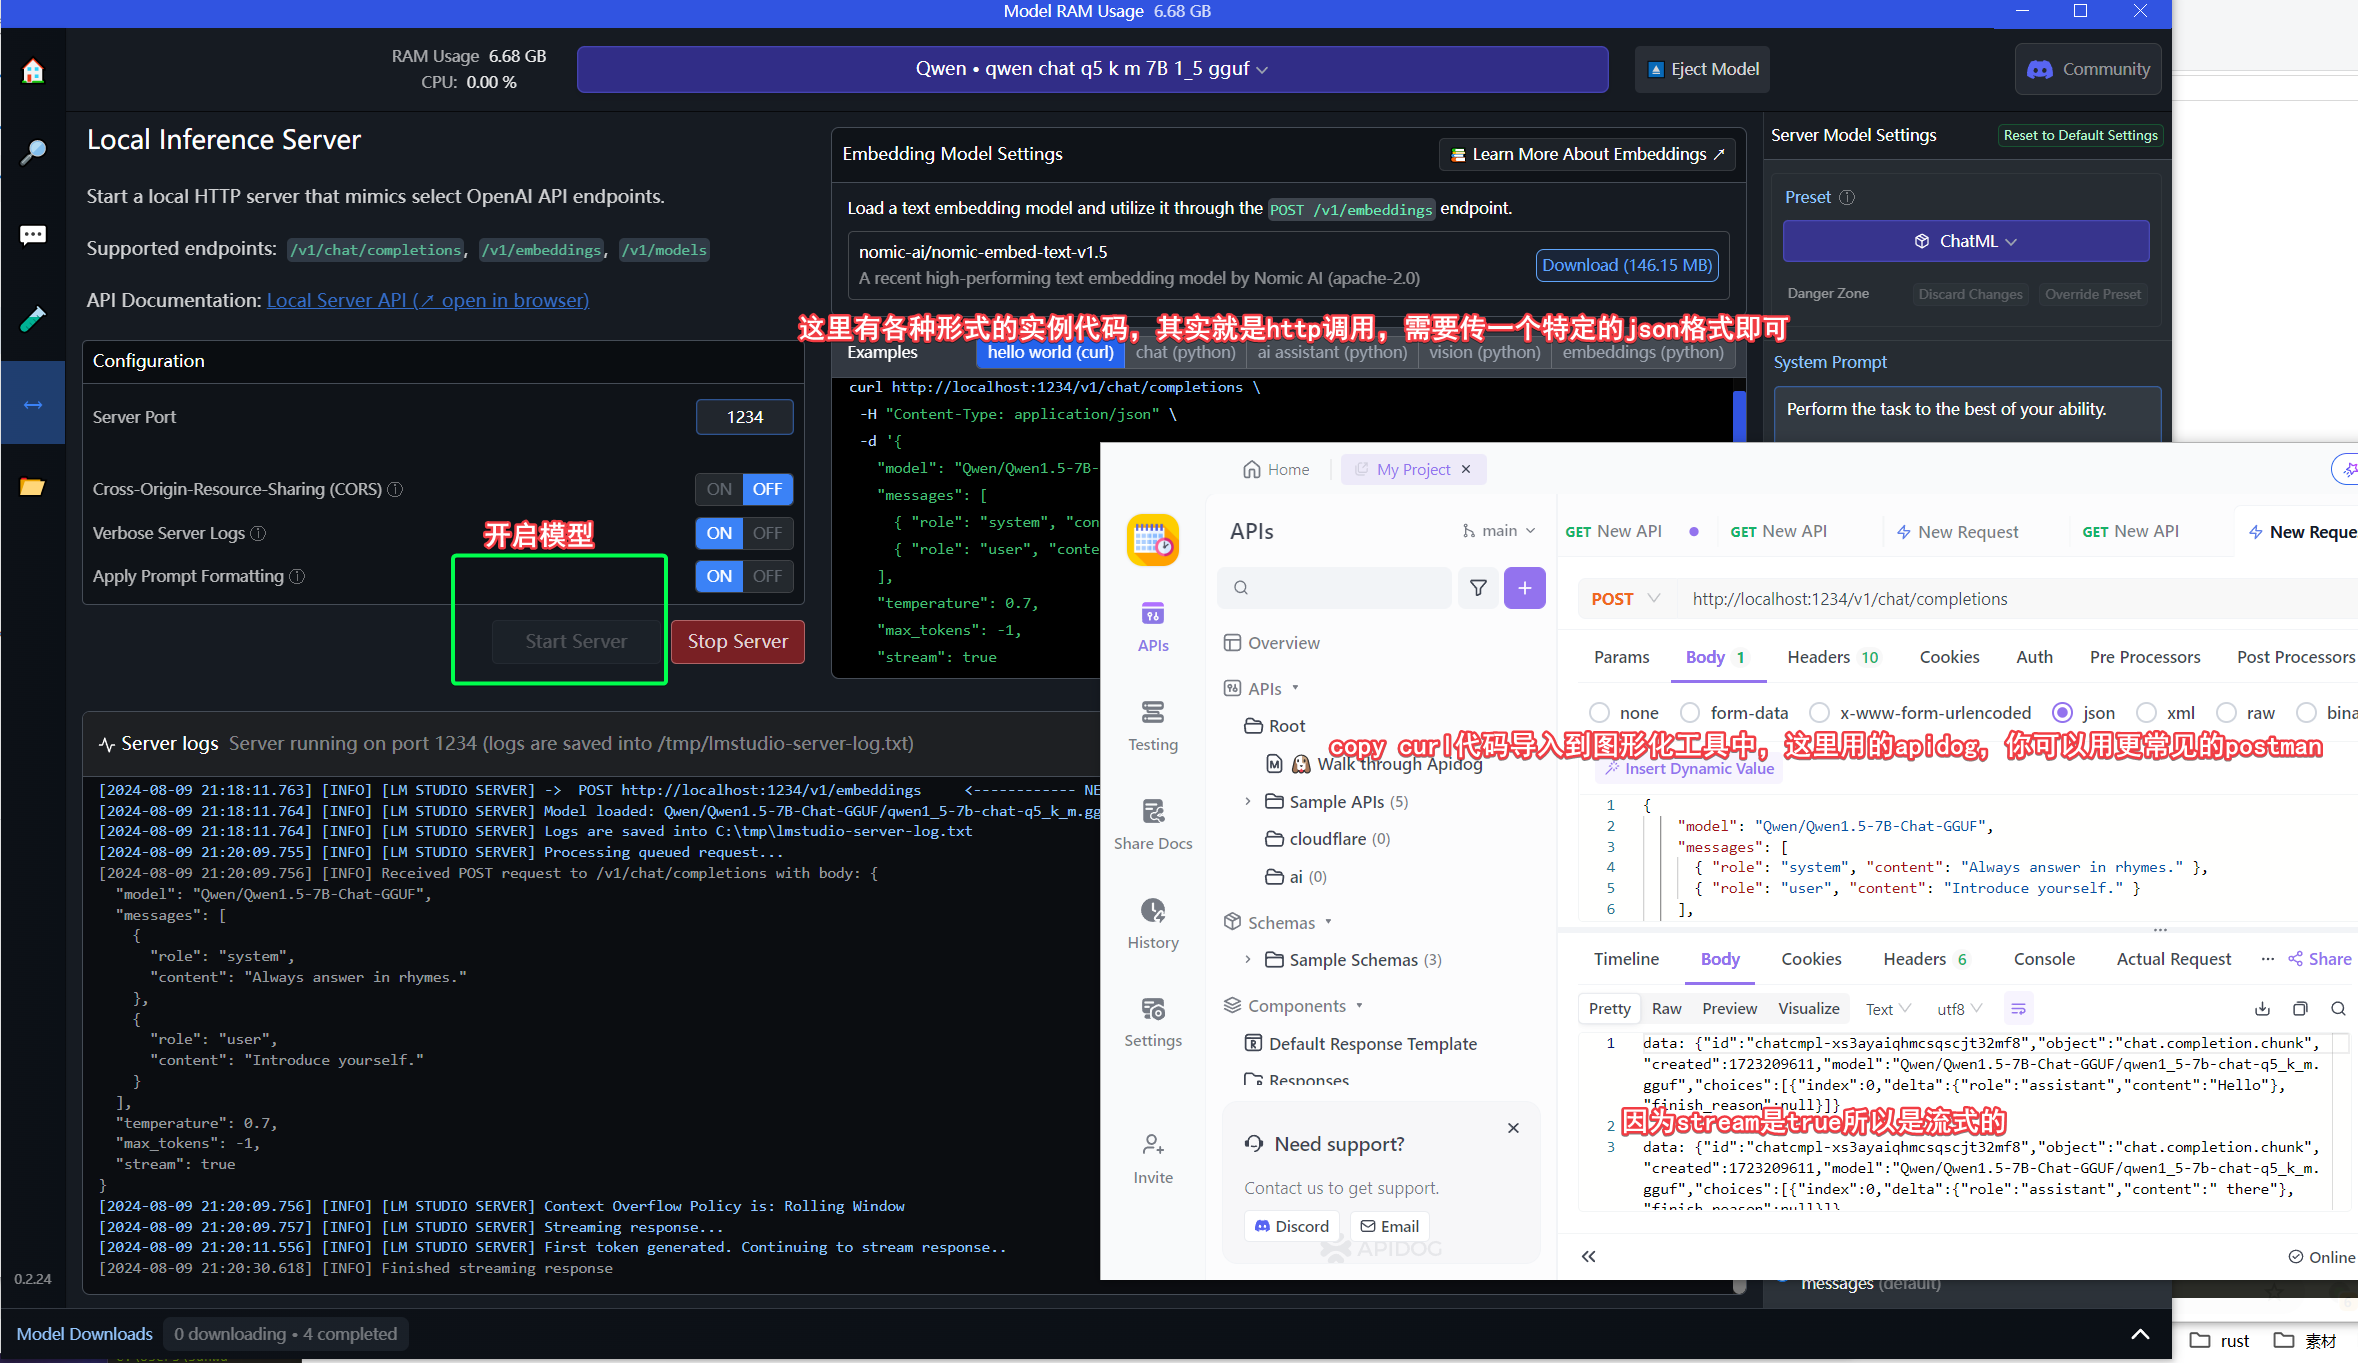 Model RAM Usage 6.68 GB
RAM Usage 6.68 GB
CPU: 0.00 %
Qwen • qwen chat q5 k m 7B 1_5 gguf
Eject Model
Community
Local Inference Server
Start a local HTTP server that mimics select OpenAI API endpoints.
Supported endpoints: /v1/chat/completions, /v1/embeddings, /v1/models
API Documentation: Local Server API (↗ open in browser)
Configuration
Server Port 1234
Cross-Origin-Resource-Sharing (CORS) ON OFF
Verbose Server Logs ON OFF
Apply Prompt Formatting ON OFF
开启模型
Start Server
Stop Server
Embedding Model Settings
Learn More About Embeddings ↗
Load a text embedding model and utilize it through the POST /v1/embeddings endpoint.
nomic-ai/nomic-embed-text-v1.5
A recent high-performing text embedding model by Nomic AI (apache-2.0)
Download (146.15 MB)
这里有各种形式的实例代码，其实就是http调用，需要传一个特定的json格式即可
Examples
hello world (curl)
chat (python)
ai assistant (python)
vision (python)
embeddings (python)
curl http://localhost:1234/v1/chat/completions \
-H "Content-Type: application/json" \
-d '{
"model": "Qwen/Qwen1.5-7B-
"messages": [
{ "role": "system", "con
{ "role": "user", "conte
],
"temperature": 0.7,
"max_tokens": -1,
"stream": true
Server Model Settings
Reset to Default Settings
Preset
ChatML
Danger Zone
Discard Changes
Override Preset
System Prompt
Perform the task to the best of your ability.
Server logs Server running on port 1234 (logs are saved into /tmp/lmstudio-server-log.txt)
[2024-08-09 21:18:11.763] [INFO] [LM STUDIO SERVER] -> POST http://localhost:1234/v1/embeddings <------------ NE
[2024-08-09 21:18:11.764] [INFO] [LM STUDIO SERVER] Model loaded: Qwen/Qwen1.5-7B-Chat-GGUF/qwen1_5-7b-chat-q5_k_m.gg
[2024-08-09 21:18:11.764] [INFO] [LM STUDIO SERVER] Logs are saved into C:\tmp\lmstudio-server-log.txt
[2024-08-09 21:20:09.755] [INFO] [LM STUDIO SERVER] Processing queued request...
[2024-08-09 21:20:09.756] [INFO] Received POST request to /v1/chat/completions with body: {
"model": "Qwen/Qwen1.5-7B-Chat-GGUF",
"messages": [
{
"role": "system",
"content": "Always answer in rhymes."
},
{
"role": "user",
"content": "Introduce yourself."
}
],
"temperature": 0.7,
"max_tokens": -1,
"stream": true
}
[2024-08-09 21:20:09.756] [INFO] [LM STUDIO SERVER] Context Overflow Policy is: Rolling Window
[2024-08-09 21:20:09.757] [INFO] [LM STUDIO SERVER] Streaming response...
[2024-08-09 21:20:11.556] [INFO] [LM STUDIO SERVER] First token generated. Continuing to stream response..
[2024-08-09 21:20:30.618] [INFO] Finished streaming response
0.2.24
Model Downloads 0 downloading • 4 completed
Home
My Project
APIs
main
GET New API
GET New API
New Request
GET New API
New Reque
POST http://localhost:1234/v1/chat/completions
Params
Body 1
Headers 10
Cookies
Auth
Pre Processors
Post Processors
none
form-data
x-www-form-urlencoded
json
xml
raw
bina
copy curl代码导入到图形化工具中，这里用的apidog，你可以用更常见的postman
Insert Dynamic Value
APIs
Testing
Share Docs
History
Settings
Invite
Overview
APIs
Root
Walk through Apidog
Sample APIs (5)
cloudflare (0)
ai (0)
Schemas
Sample Schemas (3)
Components
Default Response Template
Responses
Need support?
Contact us to get support.
Discord
Email
APIDOG
1 {
2 "model": "Qwen/Qwen1.5-7B-Chat-GGUF",
3 "messages": [
4 { "role": "system", "content": "Always answer in rhymes." },
5 { "role": "user", "content": "Introduce yourself." }
6 ],
Timeline
Body
Cookies
Headers 6
Console
Actual Request
Share
Pretty
Raw
Preview
Visualize
Text
utf8
1 data: {"id":"chatcmpl-xs3ayaiqhmcsqscjt32mf8","object":"chat.completion.chunk",
"created":1723209611,"model":"Qwen/Qwen1.5-7B-Chat-GGUF/qwen1_5-7b-chat-q5_k_m.
gguf","choices":[{"index":0,"delta":{"role":"assistant","content":"Hello"},
"finish_reason":null}]}
2
因为stream是true所以是流式的
3 data: {"id":"chatcmpl-xs3ayaiqhmcsqscjt32mf8","object":"chat.completion.chunk",
"created":1723209611,"model":"Qwen/Qwen1.5-7B-Chat-GGUF/qwen1_5-7b-chat-q5_k_m.
gguf","choices":[{"index":0,"delta":{"role":"assistant","content":" there"},
"finish_reason":null}]}
Online
messages (default)
rust
素材